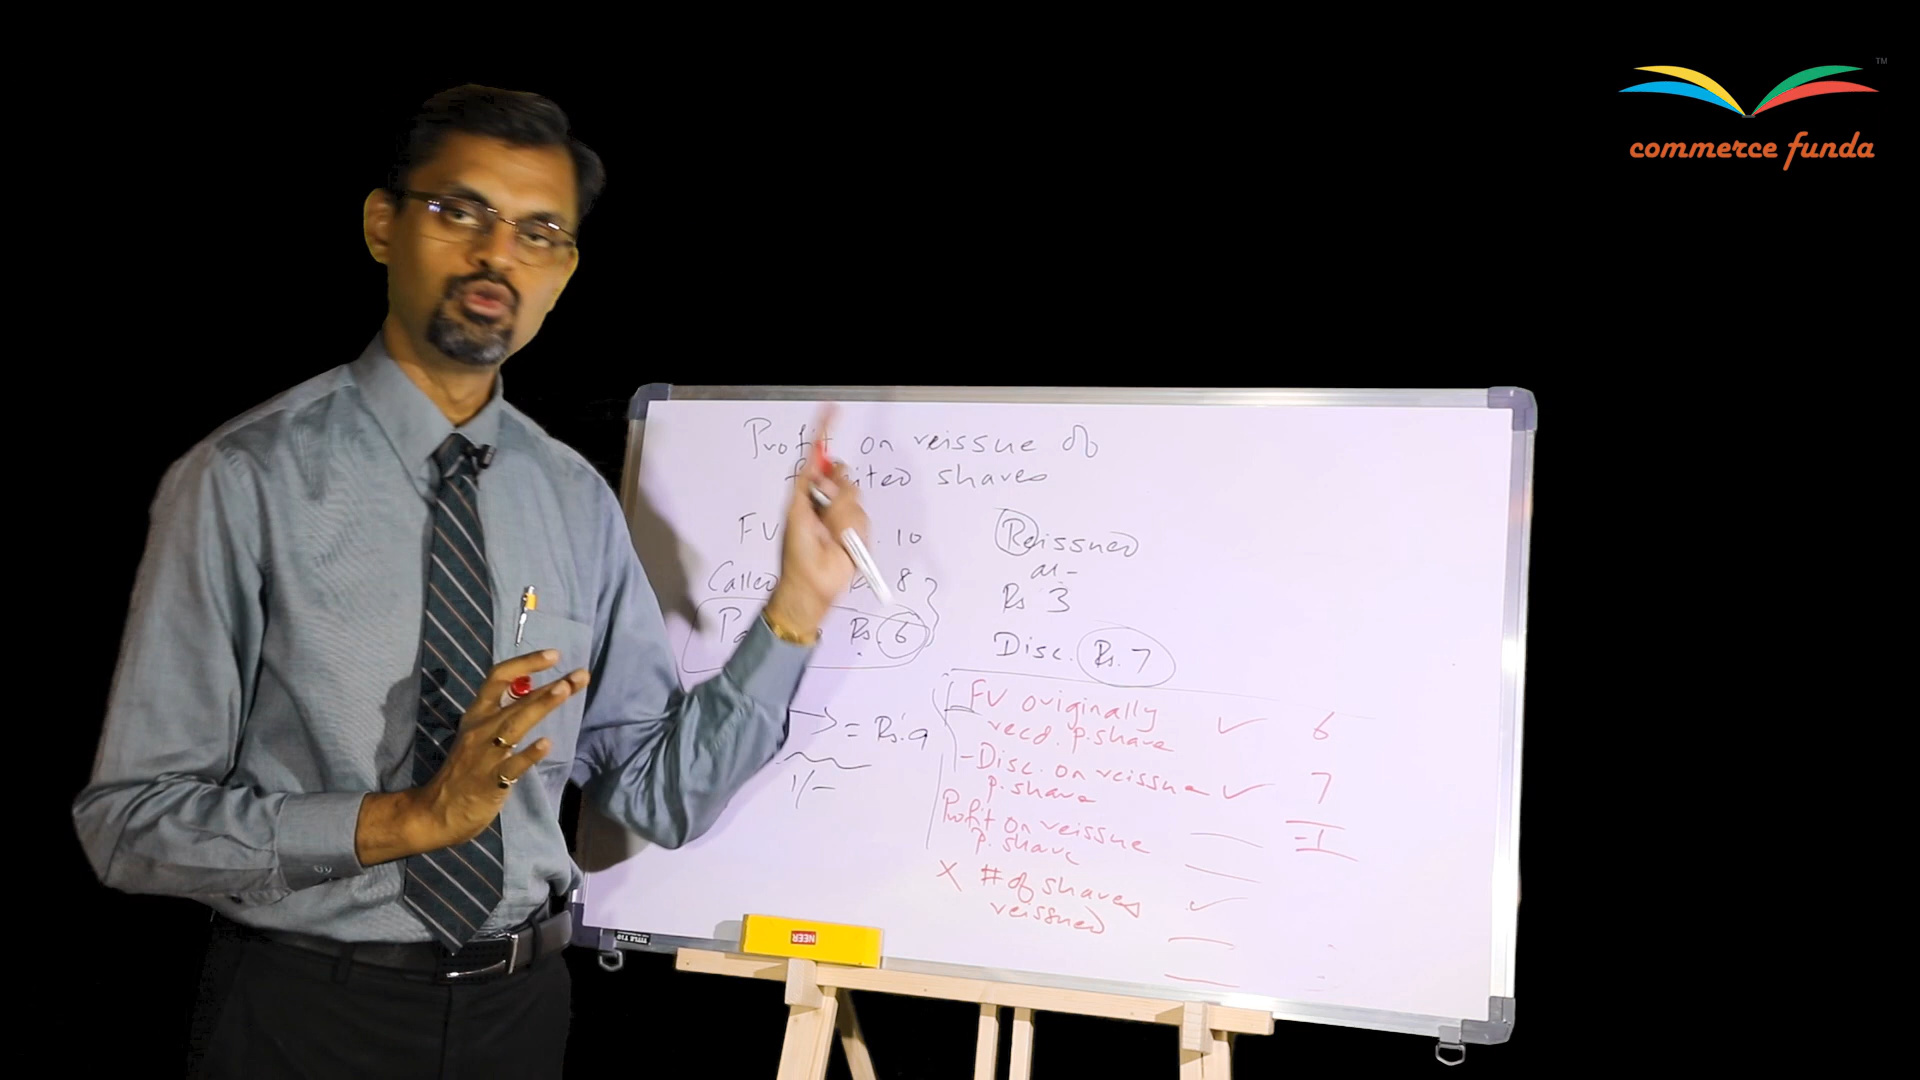 TM
commerce funda
Profit on reissue of
shares
FV 10
Called 8
Rs. 6
= Rs. 9
1/-
Reissued
at
Rs 3
Disc. Rs. 7
FV originally
recd. p. share 6
- Disc. on reissue
p. share 7
Profit on reissue
p. share -1
X # of shares
reissued
NEER